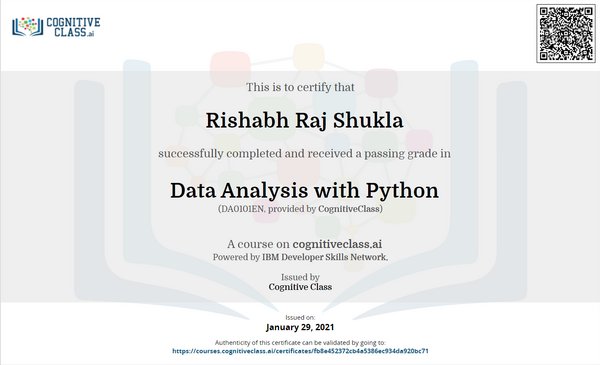 COGNITIVE
CLASS.ai
This is to certify that
Rishabh Raj Shukla
successfully completed and received a passing grade in
Data Analysis with Python
(DA0101EN, provided by CognitiveClass)
A course on cognitiveclass.ai
Powered by IBM Developer Skills Network.
Issued by
Cognitive Class
Issued on:
January 29, 2021
Authenticity of this certificate can be validated by going to:
https://courses.cognitiveclass.ai/certificates/fb8e452372cb4a5386ec934da920bc71